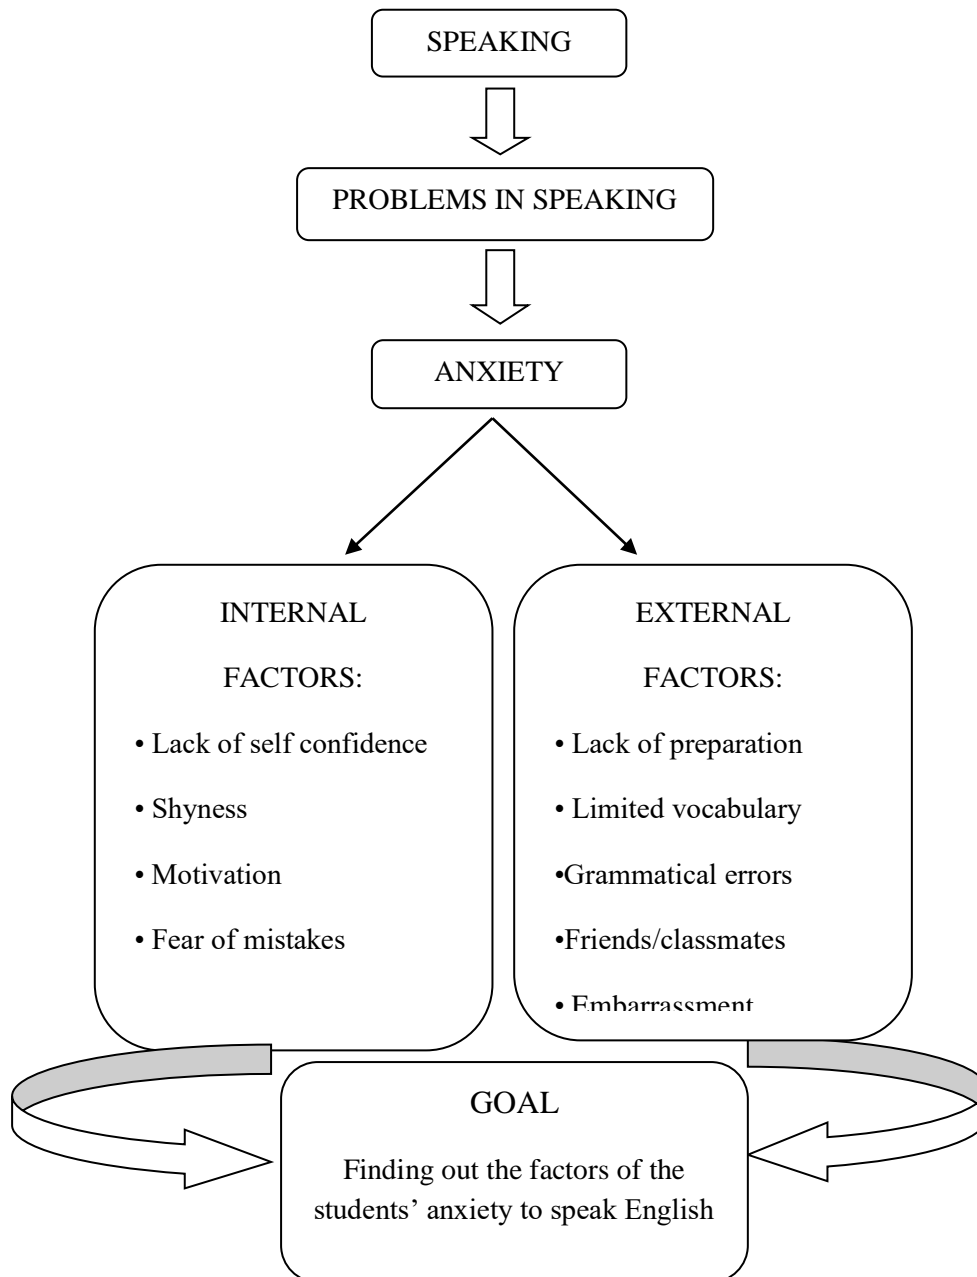 SPEAKING
PROBLEMS IN SPEAKING
ANXIETY
INTERNAL
FACTORS:
• Lack of self confidence
• Shyness
• Motivation
• Fear of mistakes
EXTERNAL
FACTORS:
• Lack of preparation
• Limited vocabulary
•Grammatical errors
•Friends/classmates
• Embarrassment
GOAL
Finding out the factors of the
students’ anxiety to speak English